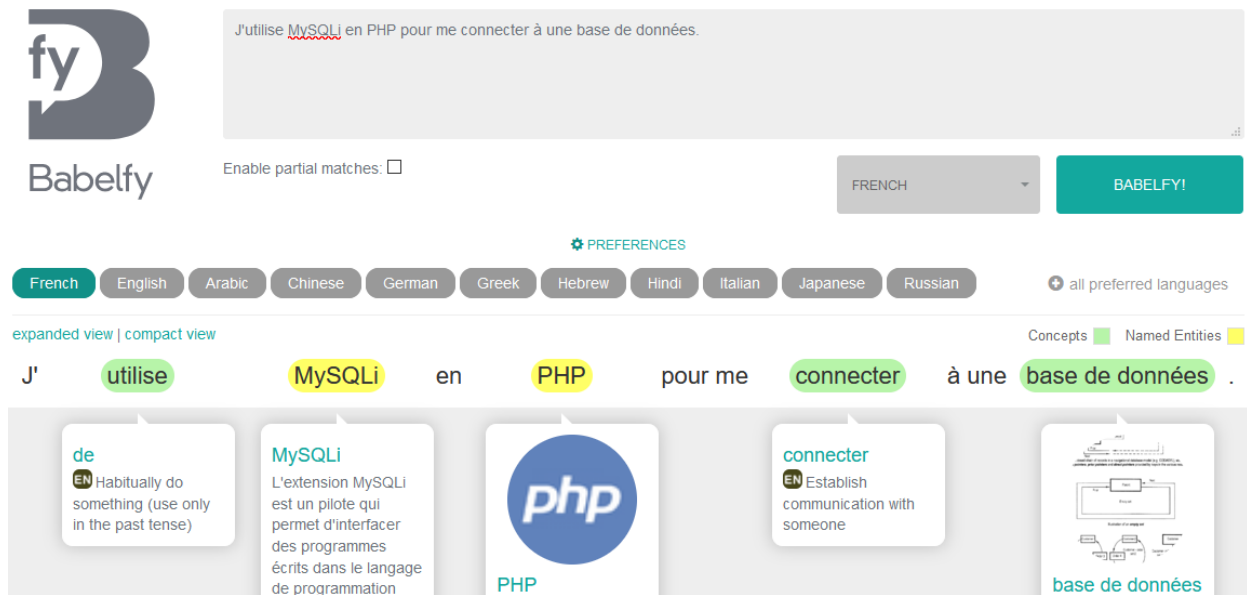 fy
Babelfy
J'utilise MySQLi en PHP pour me connecter à une base de données.
Enable partial matches:
FRENCH
BABELFY!
PREFERENCES
French English Arabic Chinese German Greek Hebrew Hindi Italian Japanese Russian all preferred languages
expanded view | compact view
Concepts Named Entities
J' utilise MySQLi en PHP pour me connecter à une base de données .
de
EN Habitually do
something (use only
in the past tense)
MySQLi
L'extension MySQLi
est un pilote qui
permet d'interfacer
des programmes
écrits dans le langage
de programmation
php
PHP
connecter
EN Establish
communication with
someone
base de données